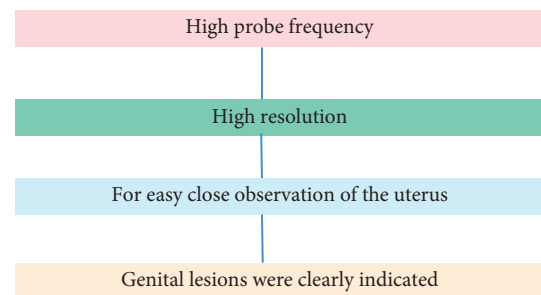 High probe frequency
High resolution
For easy close observation of the uterus
Genital lesions were clearly indicated